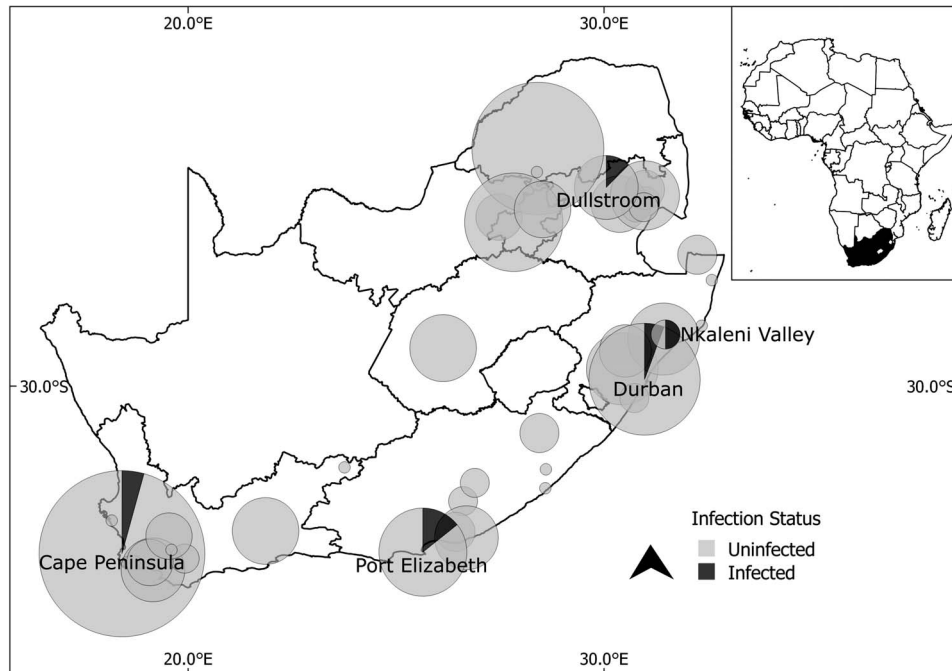 20.0°E
30.0°E
Dullstroom
Nkaleni Valley
Durban
30.0°S
30.0°S
Infection Status
Uninfected
Infected
Cape Peninsula
Port Elizabeth
20.0°E
30.0°E